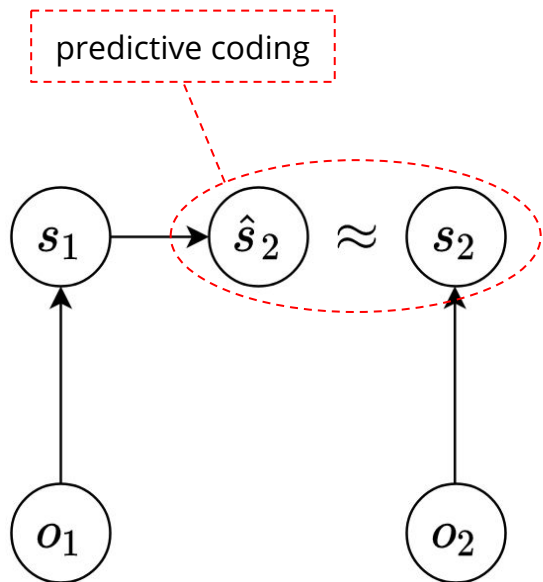 predictive coding
s₁ ŝ₂ ≈ s₂
o₁ o₂